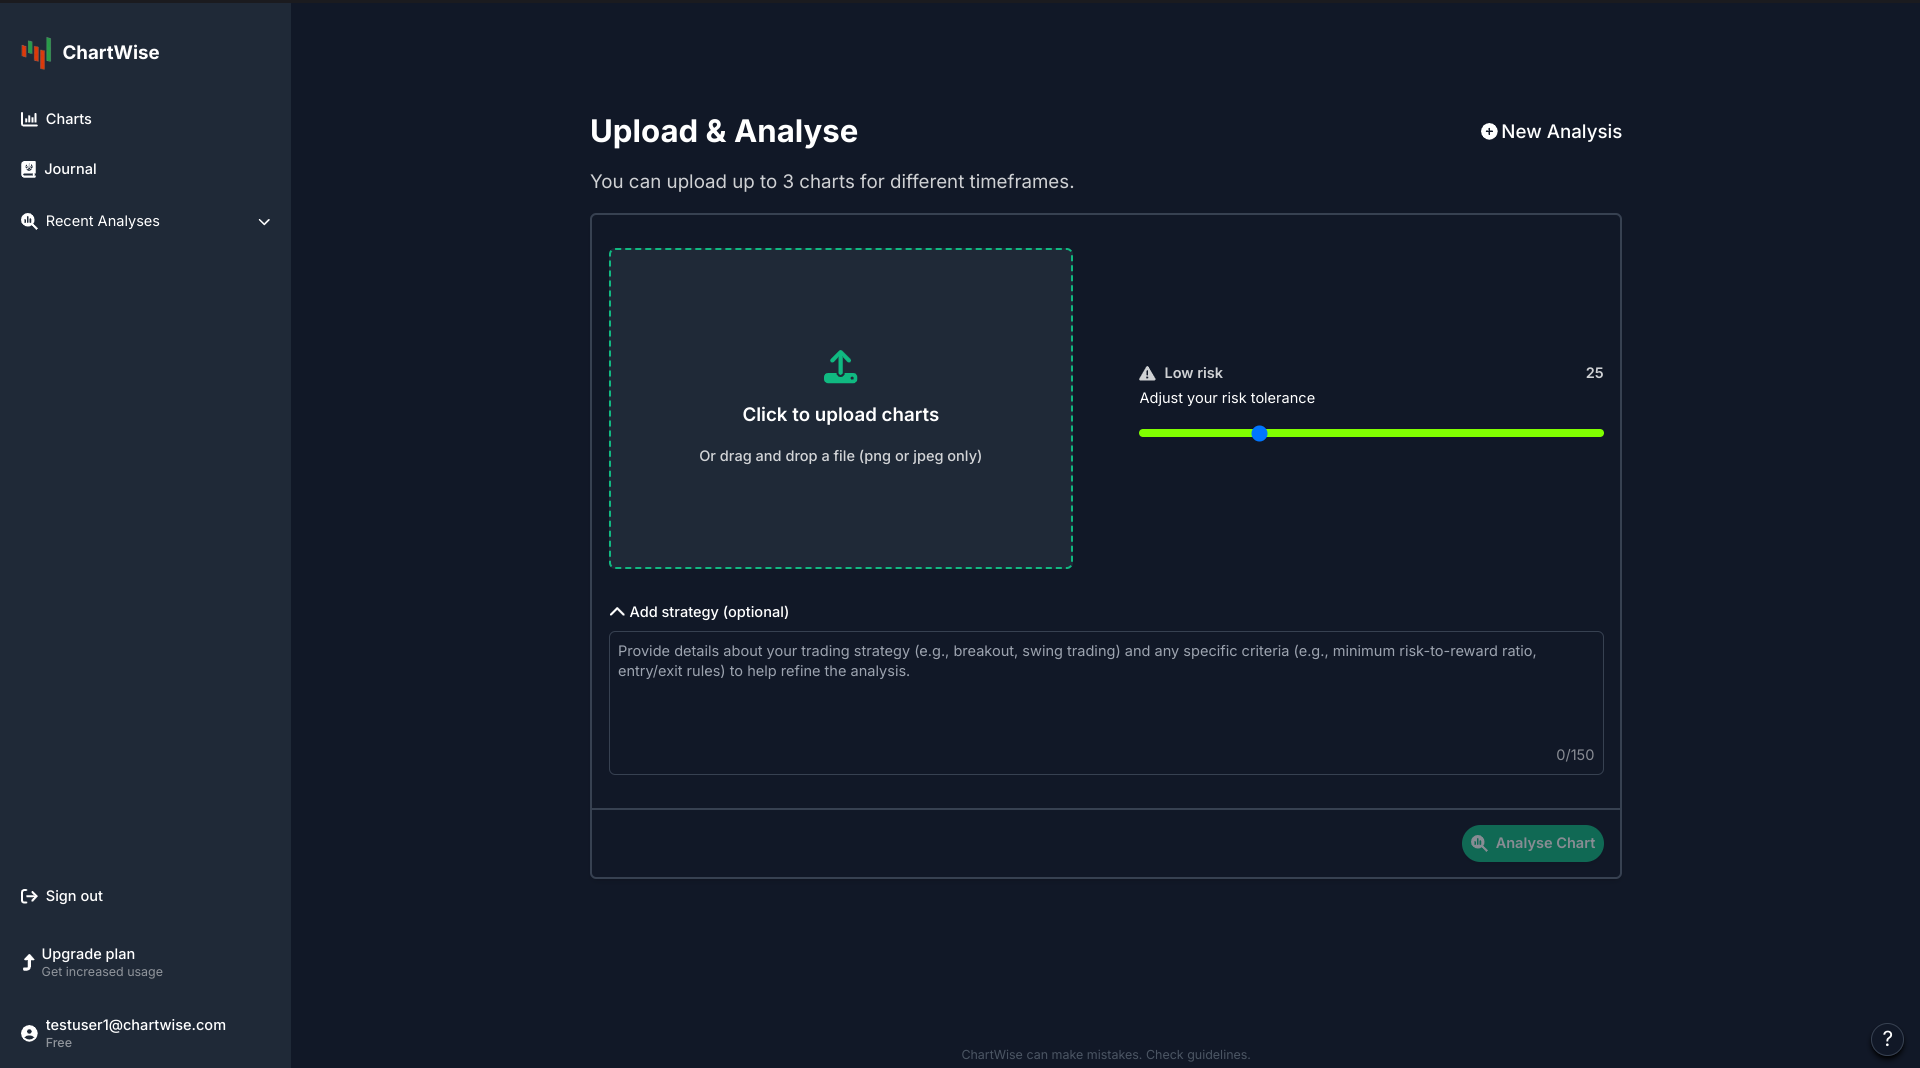 ChartWise
Charts
Journal
Recent Analyses
Sign out
Upgrade plan
Get increased usage
testuser1@chartwise.com
Free
Upload & Analyse
New Analysis
You can upload up to 3 charts for different timeframes.
Click to upload charts
Or drag and drop a file (png or jpeg only)
Low risk
25
Adjust your risk tolerance
Add strategy (optional)
Provide details about your trading strategy (e.g., breakout, swing trading) and any specific criteria (e.g., minimum risk-to-reward ratio,
entry/exit rules) to help refine the analysis.
0/150
Analyse Chart
ChartWise can make mistakes. Check guidelines.
?